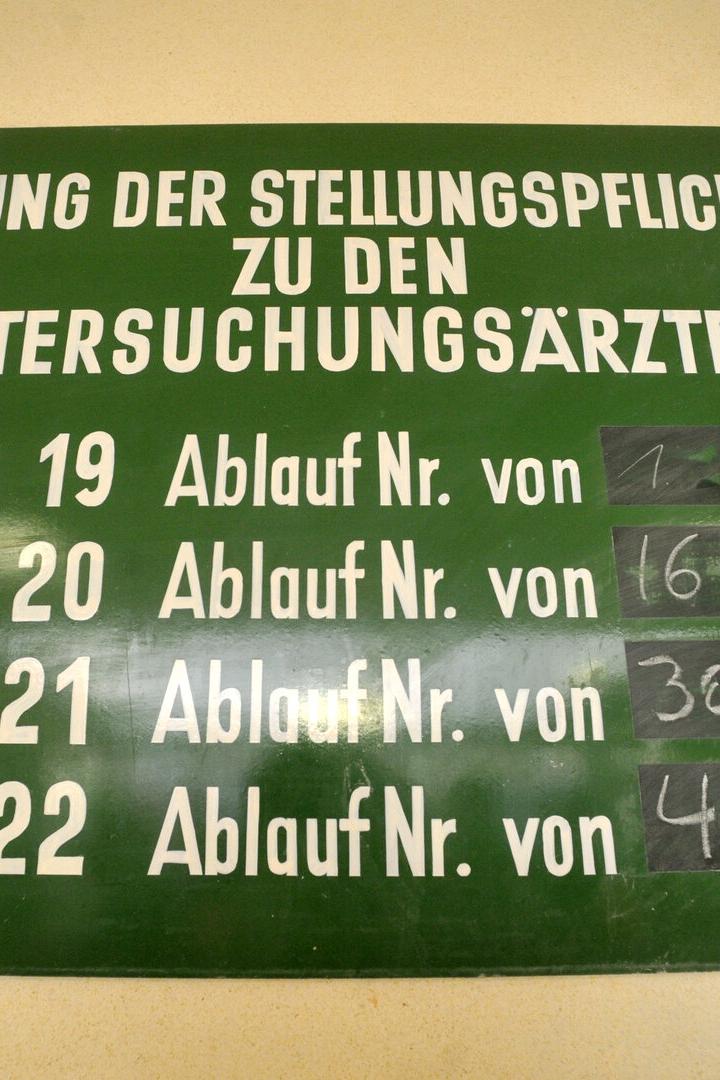 UNG DER STELLUNGSPFLIC
ZU DEN
TERSUCHUNGSÄRZTE
19 Ablauf Nr. von 1
20 Ablauf Nr. von 16
21 Ablauf Nr. von 3
22 Ablauf Nr. von 4